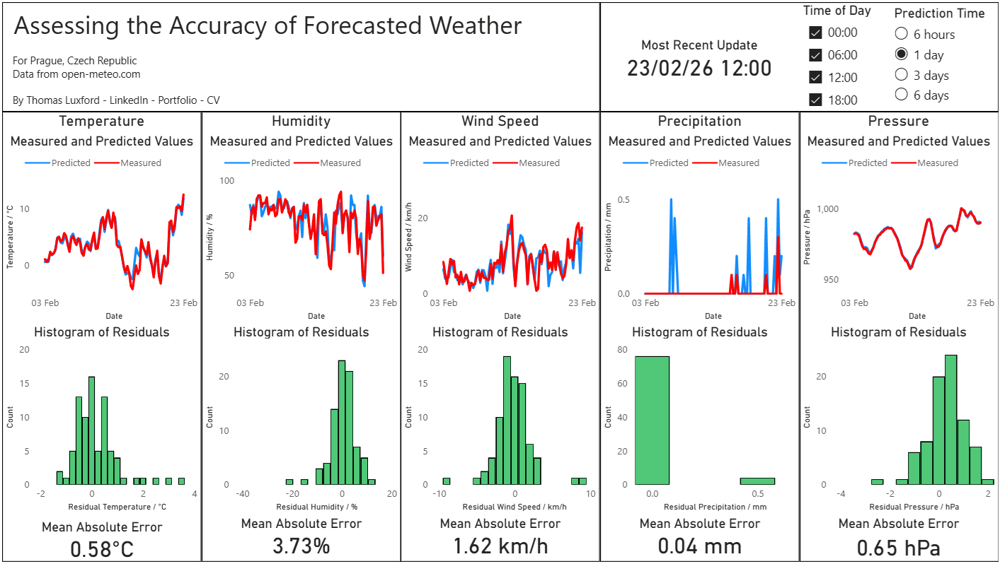 Assessing the Accuracy of Forecasted Weather
For Prague, Czech Republic
Data from open-meteo.com
By Thomas Luxford - LinkedIn - Portfolio - CV
Most Recent Update
23/02/26 12:00
Time of Day
00:00
06:00
12:00
18:00
Prediction Time
6 hours
1 day
3 days
6 days
Temperature
Measured and Predicted Values
Predicted Measured
Temperature / °C
10
0
03 Feb 23 Feb
Date
Histogram of Residuals
Count
20
15
10
5
0
-2 0 2 4
Residual Temperature / °C
Mean Absolute Error
0.58°C
Humidity
Measured and Predicted Values
Predicted Measured
Humidity / %
100
50
03 Feb 23 Feb
Date
Histogram of Residuals
Count
20
10
0
-40 -20 0 20
Residual Humidity / %
Mean Absolute Error
3.73%
Wind Speed
Measured and Predicted Values
Predicted Measured
Wind Speed / km/h
20
0
03 Feb 23 Feb
Date
Histogram of Residuals
Count
20
15
10
5
0
-10 0 10
Residual Wind Speed / km/h
Mean Absolute Error
1.62 km/h
Precipitation
Measured and Predicted Values
Predicted Measured
Precipitation / mm
0.5
0.0
03 Feb 23 Feb
Date
Histogram of Residuals
Count
80
60
40
20
0
0.0 0.5
Residual Precipitation / mm
Mean Absolute Error
0.04 mm
Pressure
Measured and Predicted Values
Predicted Measured
Pressure / hPa
1,000
950
03 Feb 23 Feb
Date
Histogram of Residuals
Count
20
10
0
-4 -2 0 2
Residual Pressure / hPa
Mean Absolute Error
0.65 hPa